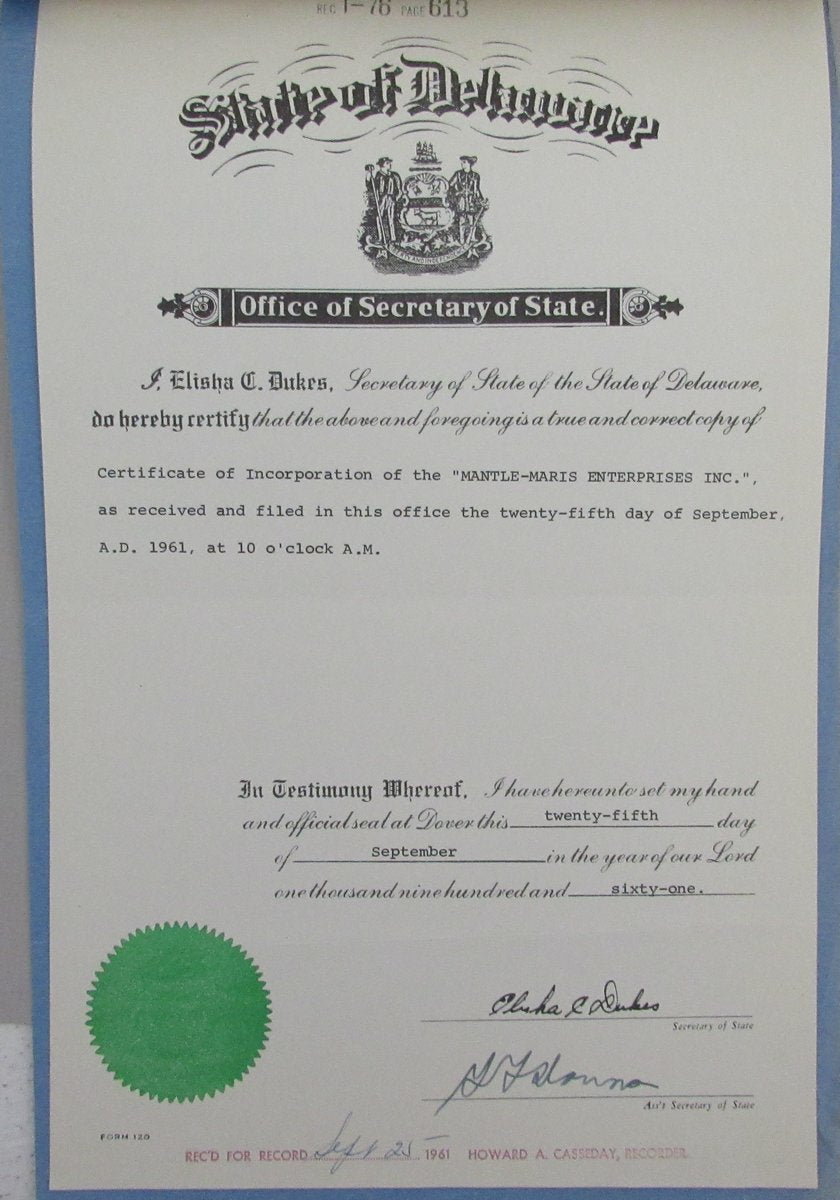 REC I-76 PAGE 613
State of Delaware
LIBERTY AND INDEPENDENCE
Office of Secretary of State.
I, Elisha C. Dukes, Secretary of State of the State of Delaware,
do hereby certify that the above and foregoing is a true and correct copy of
Certificate of Incorporation of the "MANTLE-MARIS ENTERPRISES INC.",
as received and filed in this office the twenty-fifth day of September,
A.D. 1961, at 10 o'clock A.M.
In Testimony Whereof, I have hereunto set my hand
and official seal at Dover this twenty-fifth day
of September in the year of our Lord
one thousand nine hundred and sixty-one.
Elisha C Dukes
Secretary of State
Ass't Secretary of State
FORM 120
REC'D FOR RECORD Sept 25 1961 HOWARD A. CASSEDAY, RECORDER.